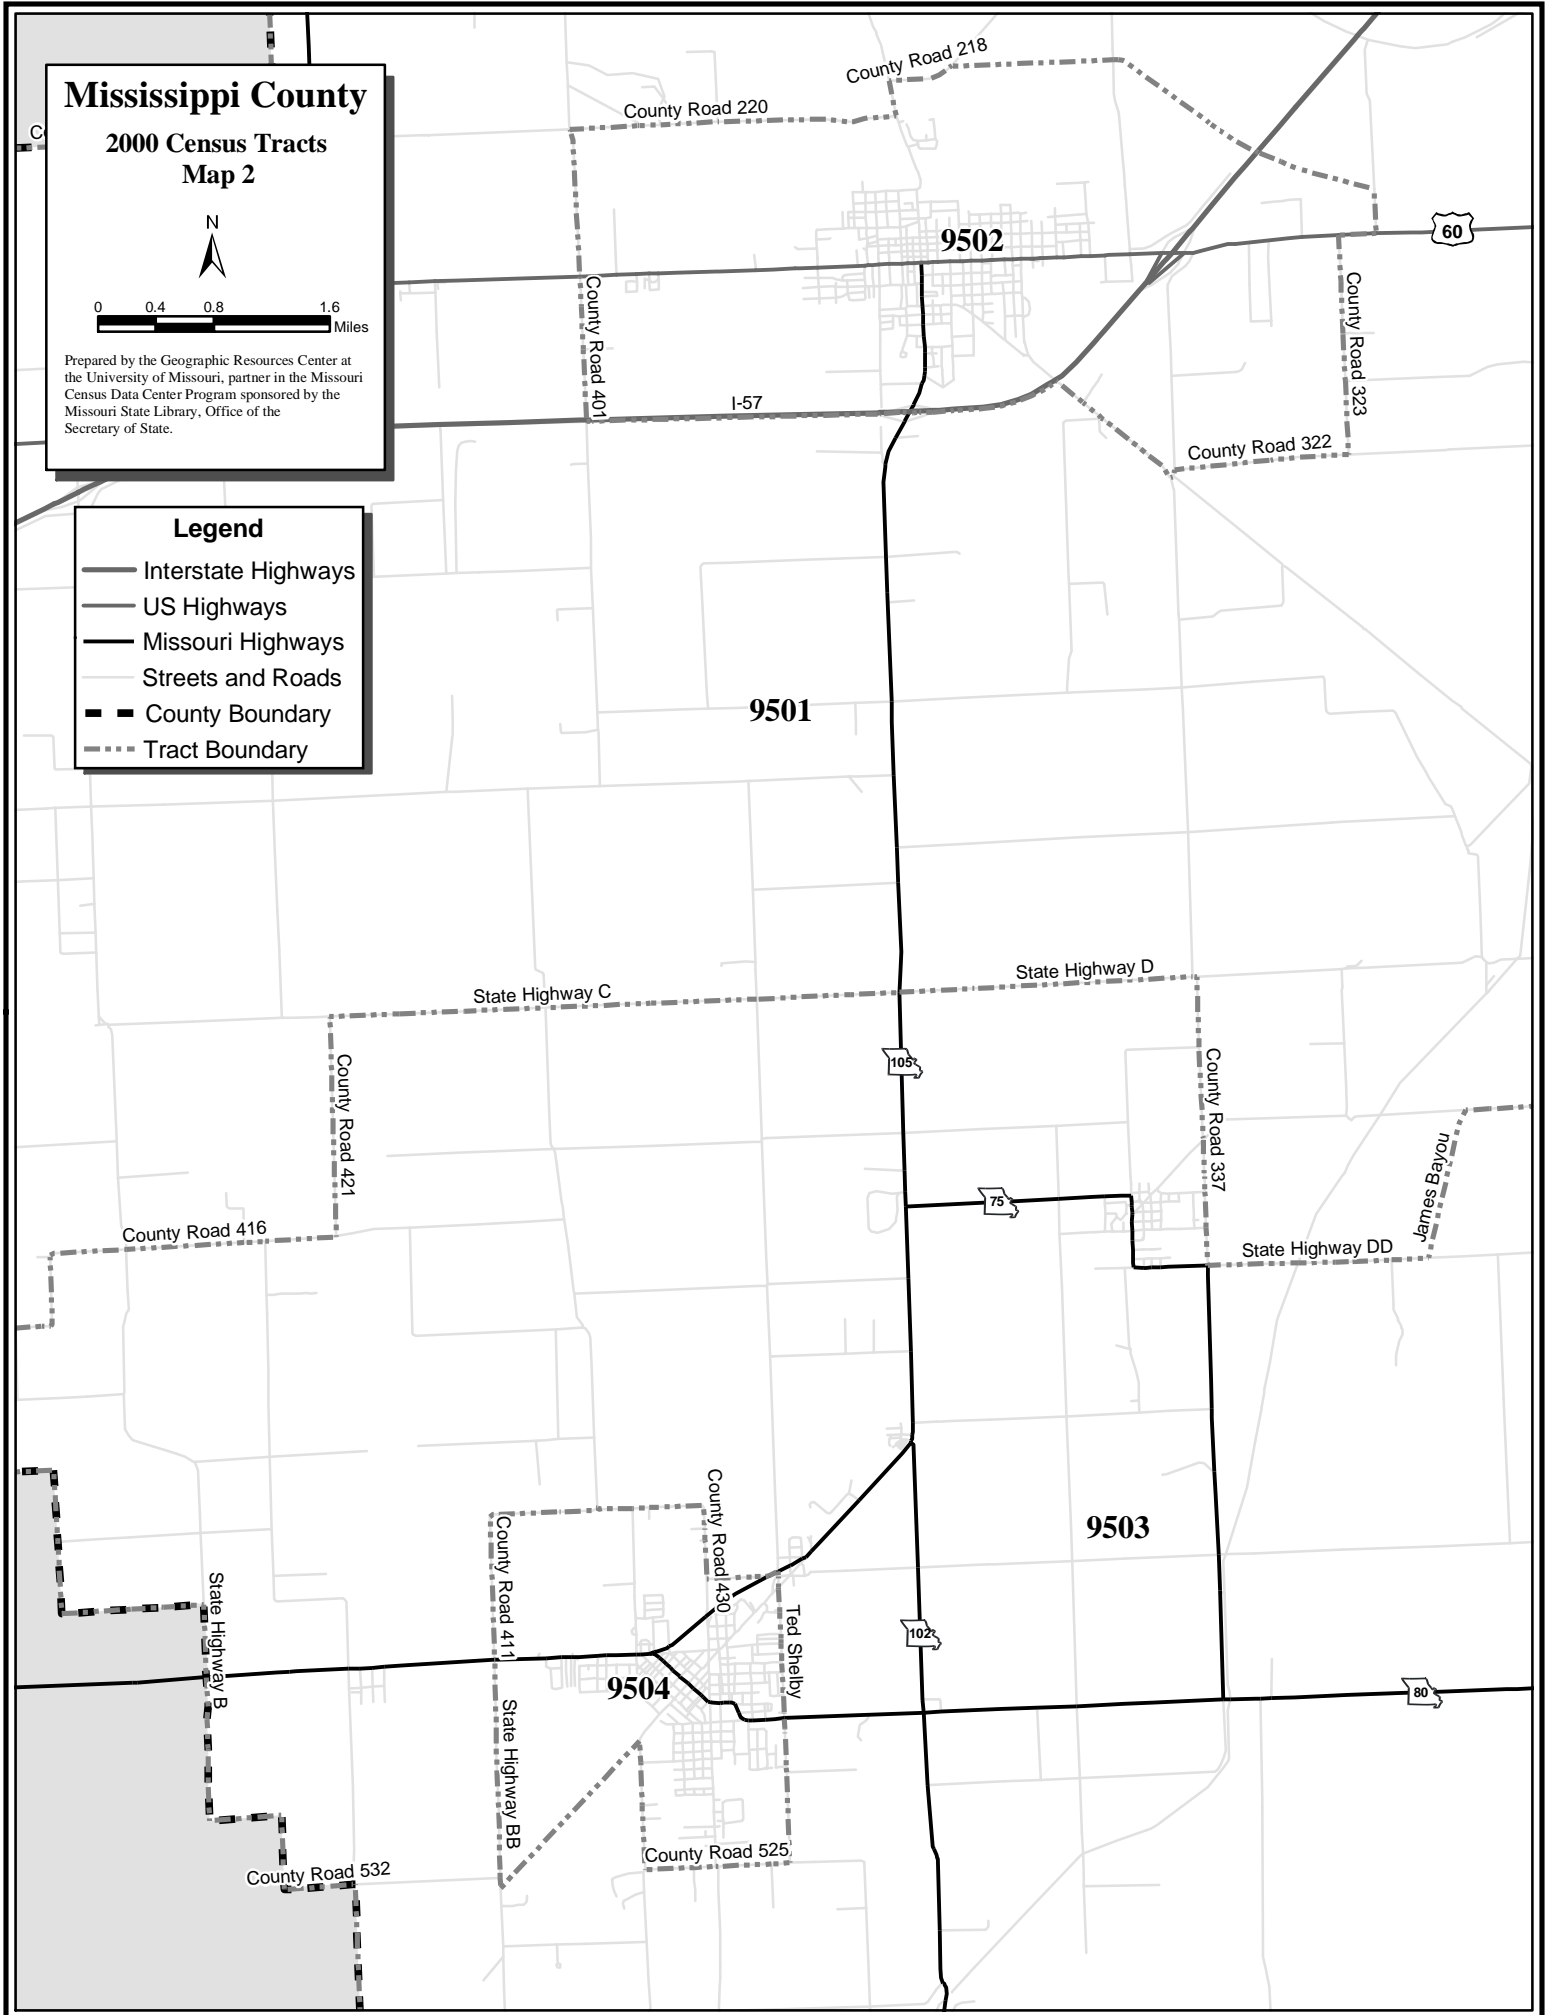 Mississippi County
2000 Census Tracts
Map 2
N
0 0.4 0.8 1.6
Miles
Prepared by the Geographic Resources Center at
the University of Missouri, partner in the Missouri
Census Data Center Program sponsored by the
Missouri State Library, Office of the
Secretary of State.
Legend
Interstate Highways
US Highways
Missouri Highways
Streets and Roads
County Boundary
Tract Boundary
County Road 218
County Road 220
9502
60
County Road 401
County Road 323
I-57
County Road 322
9501
State Highway D
State Highway C
105
County Road 421
County Road 337
James Bayou
75
County Road 416
State Highway DD
County Road 430
County Road 411
9503
State Highway B
Ted Shelby
102
9504
80
State Highway BB
County Road 525
County Road 532